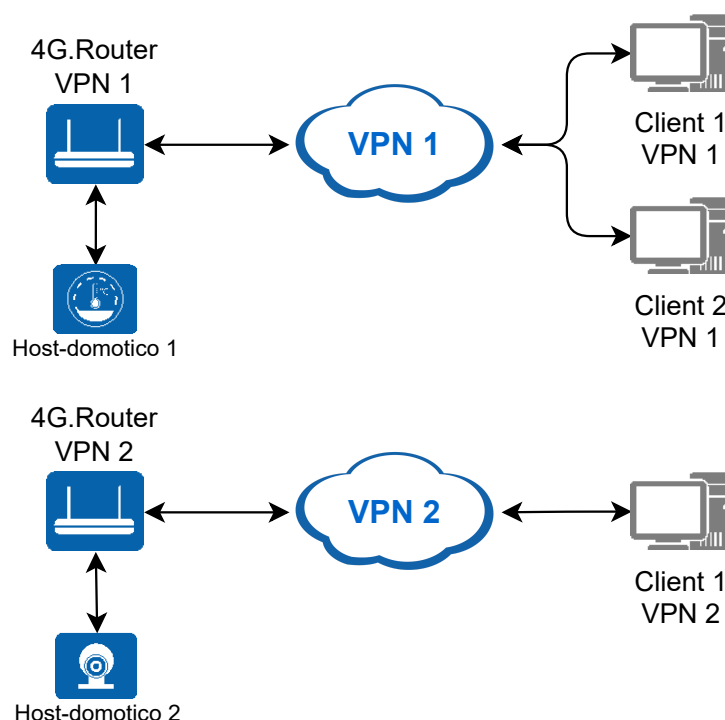 4G.Router
VPN 1
VPN 1
Client 1
VPN 1
°C
Host-domotico 1
Client 2
VPN 1
4G.Router
VPN 2
VPN 2
Client 1
VPN 2
Host-domotico 2